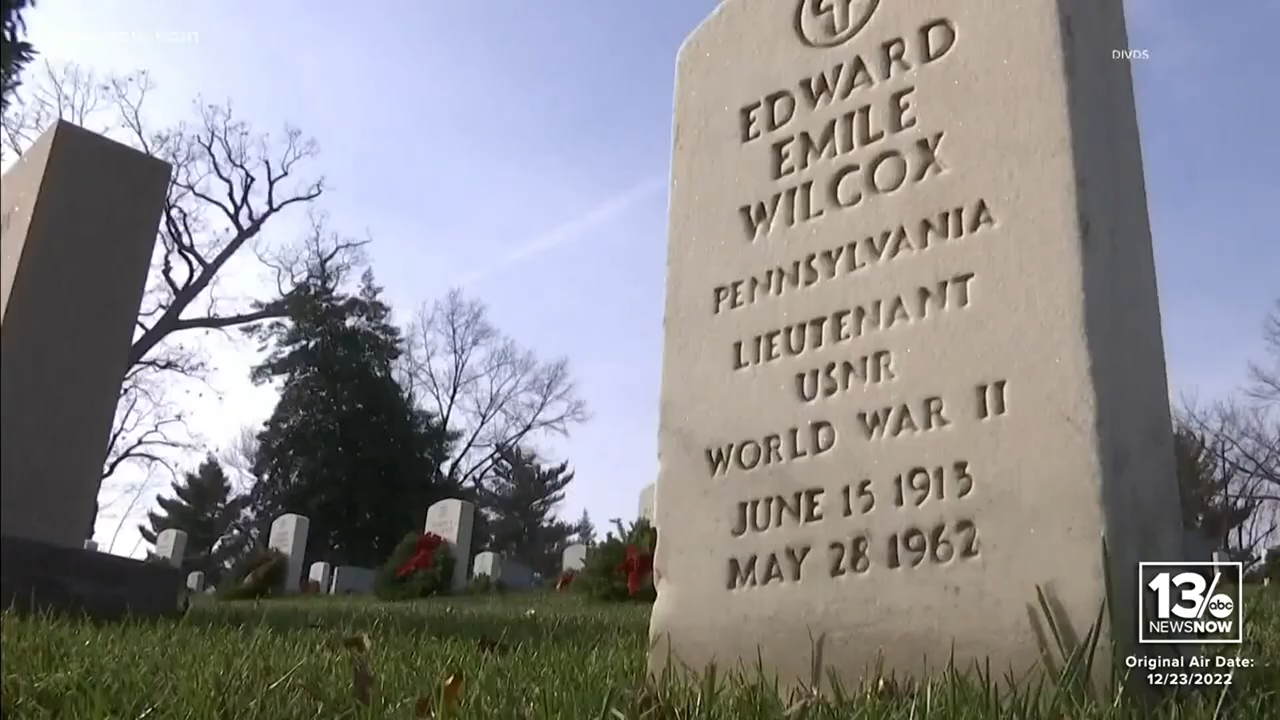 DIVDS
EDWARD
EMILE
WILCOX
PENNSYLVANIA
LIEUTENANT
USNR
WORLD WAR II
JUNE 15 1913
MAY 28 1962
13 abc
NEWSNOW
Original Air Date:
12/23/2022